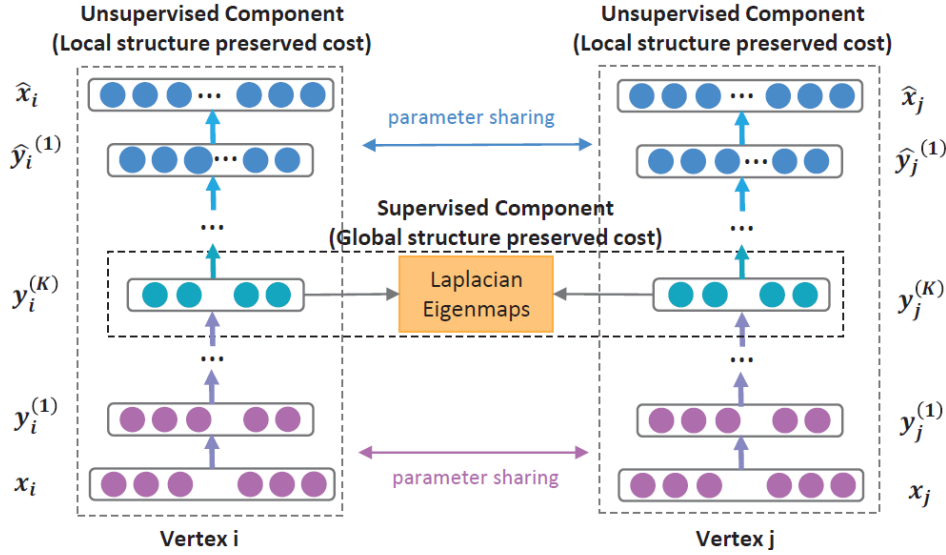 Unsupervised Component
(Local structure preserved cost)
Unsupervised Component
(Local structure preserved cost)
x̂ᵢ
...
...
x̂ⱼ
parameter sharing
ŷᵢ⁽¹⁾
...
...
ŷⱼ⁽¹⁾
...
Supervised Component
(Global structure preserved cost)
...
yᵢ⁽ᴷ⁾
Laplacian
Eigenmaps
yⱼ⁽ᴷ⁾
...
...
yᵢ⁽¹⁾
yⱼ⁽¹⁾
parameter sharing
xᵢ
xⱼ
Vertex i
Vertex j